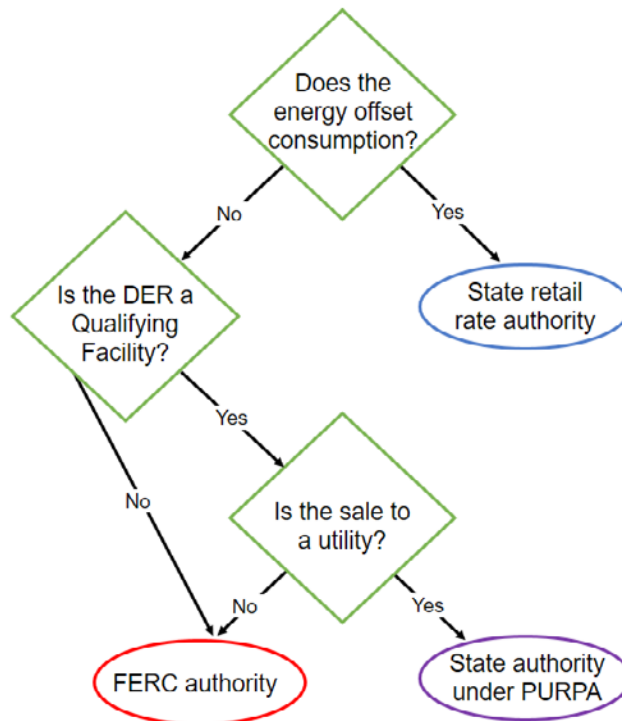 Does the
energy offset
consumption?
No
Yes
Is the DER a
Qualifying
Facility?
State retail
rate authority
Yes
No
Is the sale to
a utility?
No
Yes
FERC authority
State authority
under PURPA